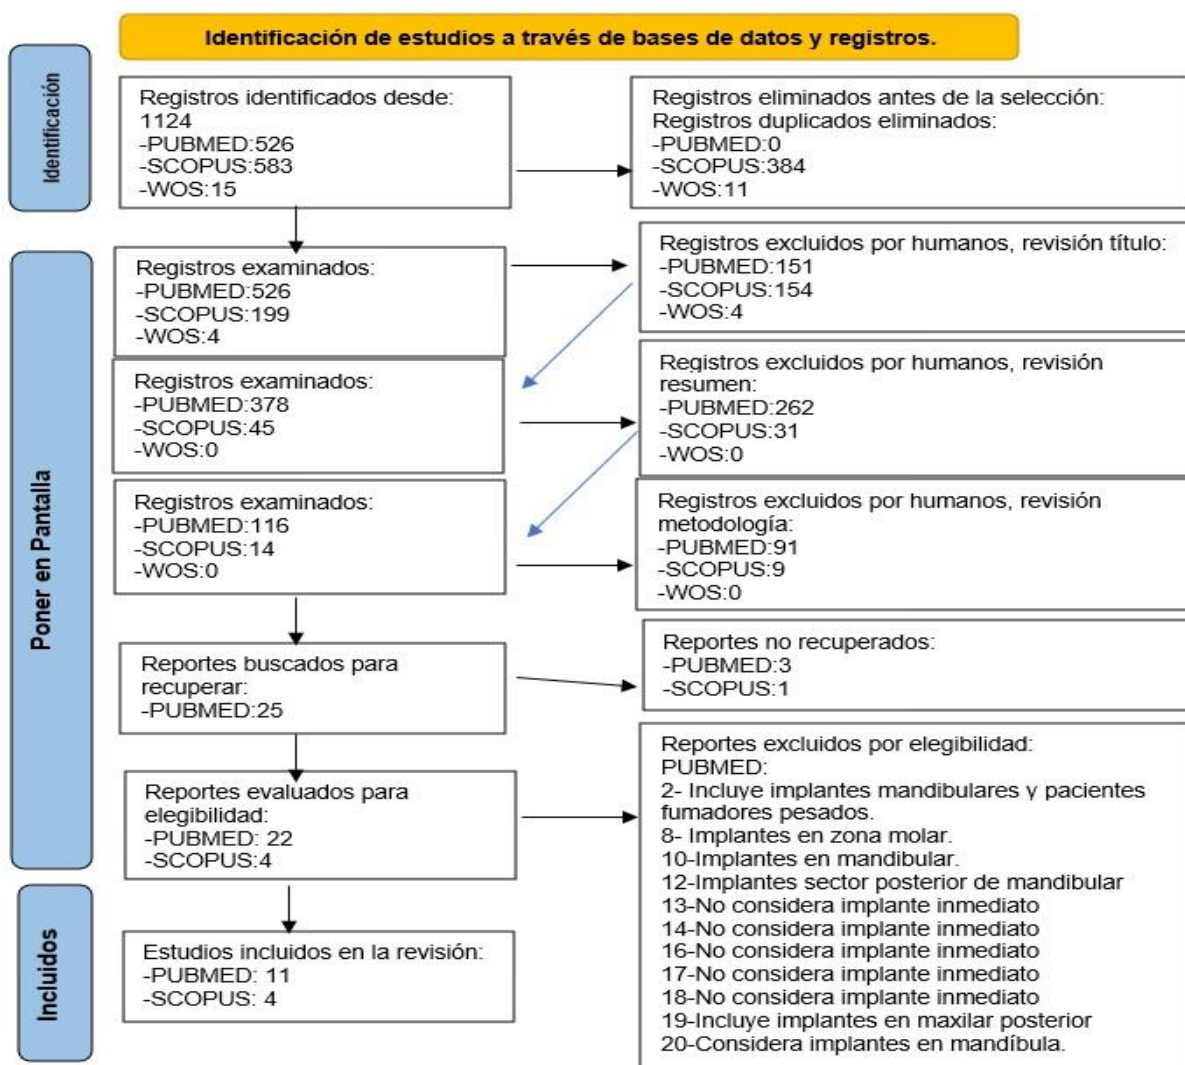 Identificación de estudios a través de bases de datos y registros.
Identificación
Registros identificados desde:
1124
-PUBMED:526
-SCOPUS:583
-WOS:15
Registros eliminados antes de la selección:
Registros duplicados eliminados:
-PUBMED:0
-SCOPUS:384
-WOS:11
Poner en Pantalla
Registros examinados:
-PUBMED:526
-SCOPUS:199
-WOS:4
Registros excluidos por humanos, revisión título:
-PUBMED:151
-SCOPUS:154
-WOS:4
Registros examinados:
-PUBMED:378
-SCOPUS:45
-WOS:0
Registros excluidos por humanos, revisión
resumen:
-PUBMED:262
-SCOPUS:31
-WOS:0
Registros examinados:
-PUBMED:116
-SCOPUS:14
-WOS:0
Registros excluidos por humanos, revisión
metodología:
-PUBMED:91
-SCOPUS:9
-WOS:0
Reportes buscados para
recuperar:
-PUBMED:25
Reportes no recuperados:
-PUBMED:3
-SCOPUS:1
Reportes evaluados para
elegibilidad:
-PUBMED: 22
-SCOPUS:4
Reportes excluidos por elegibilidad:
PUBMED:
2- Incluye implantes mandibulares y pacientes
fumadores pesados.
8- Implantes en zona molar.
10-Implantes en mandibular.
12-Implantes sector posterior de mandibular
13-No considera implante inmediato
14-No considera implante inmediato
16-No considera implante inmediato
17-No considera implante inmediato
18-No considera implante inmediato
19-Incluye implantes en maxilar posterior
20-Considera implantes en mandíbula.
Incluidos
Estudios incluidos en la revisión:
-PUBMED: 11
-SCOPUS: 4